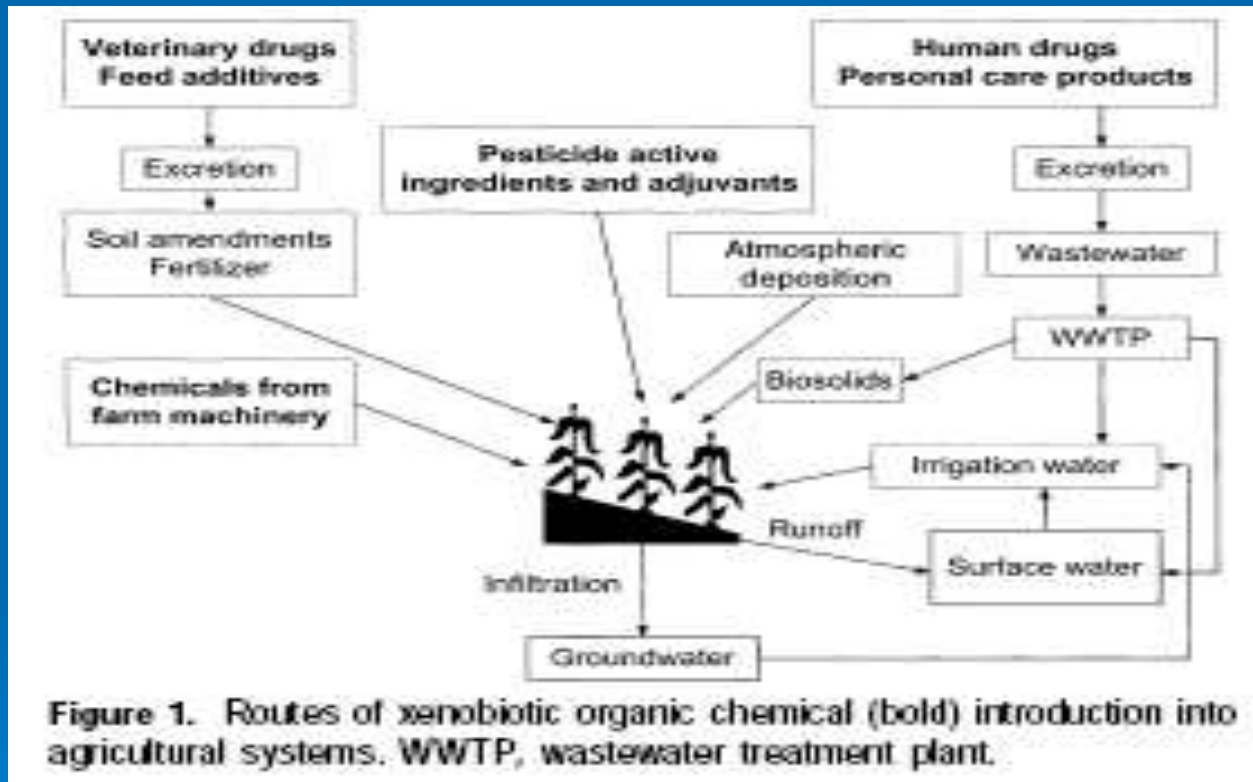 Veterinary drugs
Feed additives
Human drugs
Personal care products
Excretion
Pesticide active
ingredients and adjuvants
Excretion
Soil amendments
Fertilizer
Atmospheric
deposition
Wastewater
WWTP
Chemicals from
farm machinery
Biosolids
Irrigation water
Runoff
Surface water
Infiltration
Groundwater
Figure 1. Routes of xenobiotic organic chemical (bold) introduction into
agricultural systems. WWTP, wastewater treatment plant.